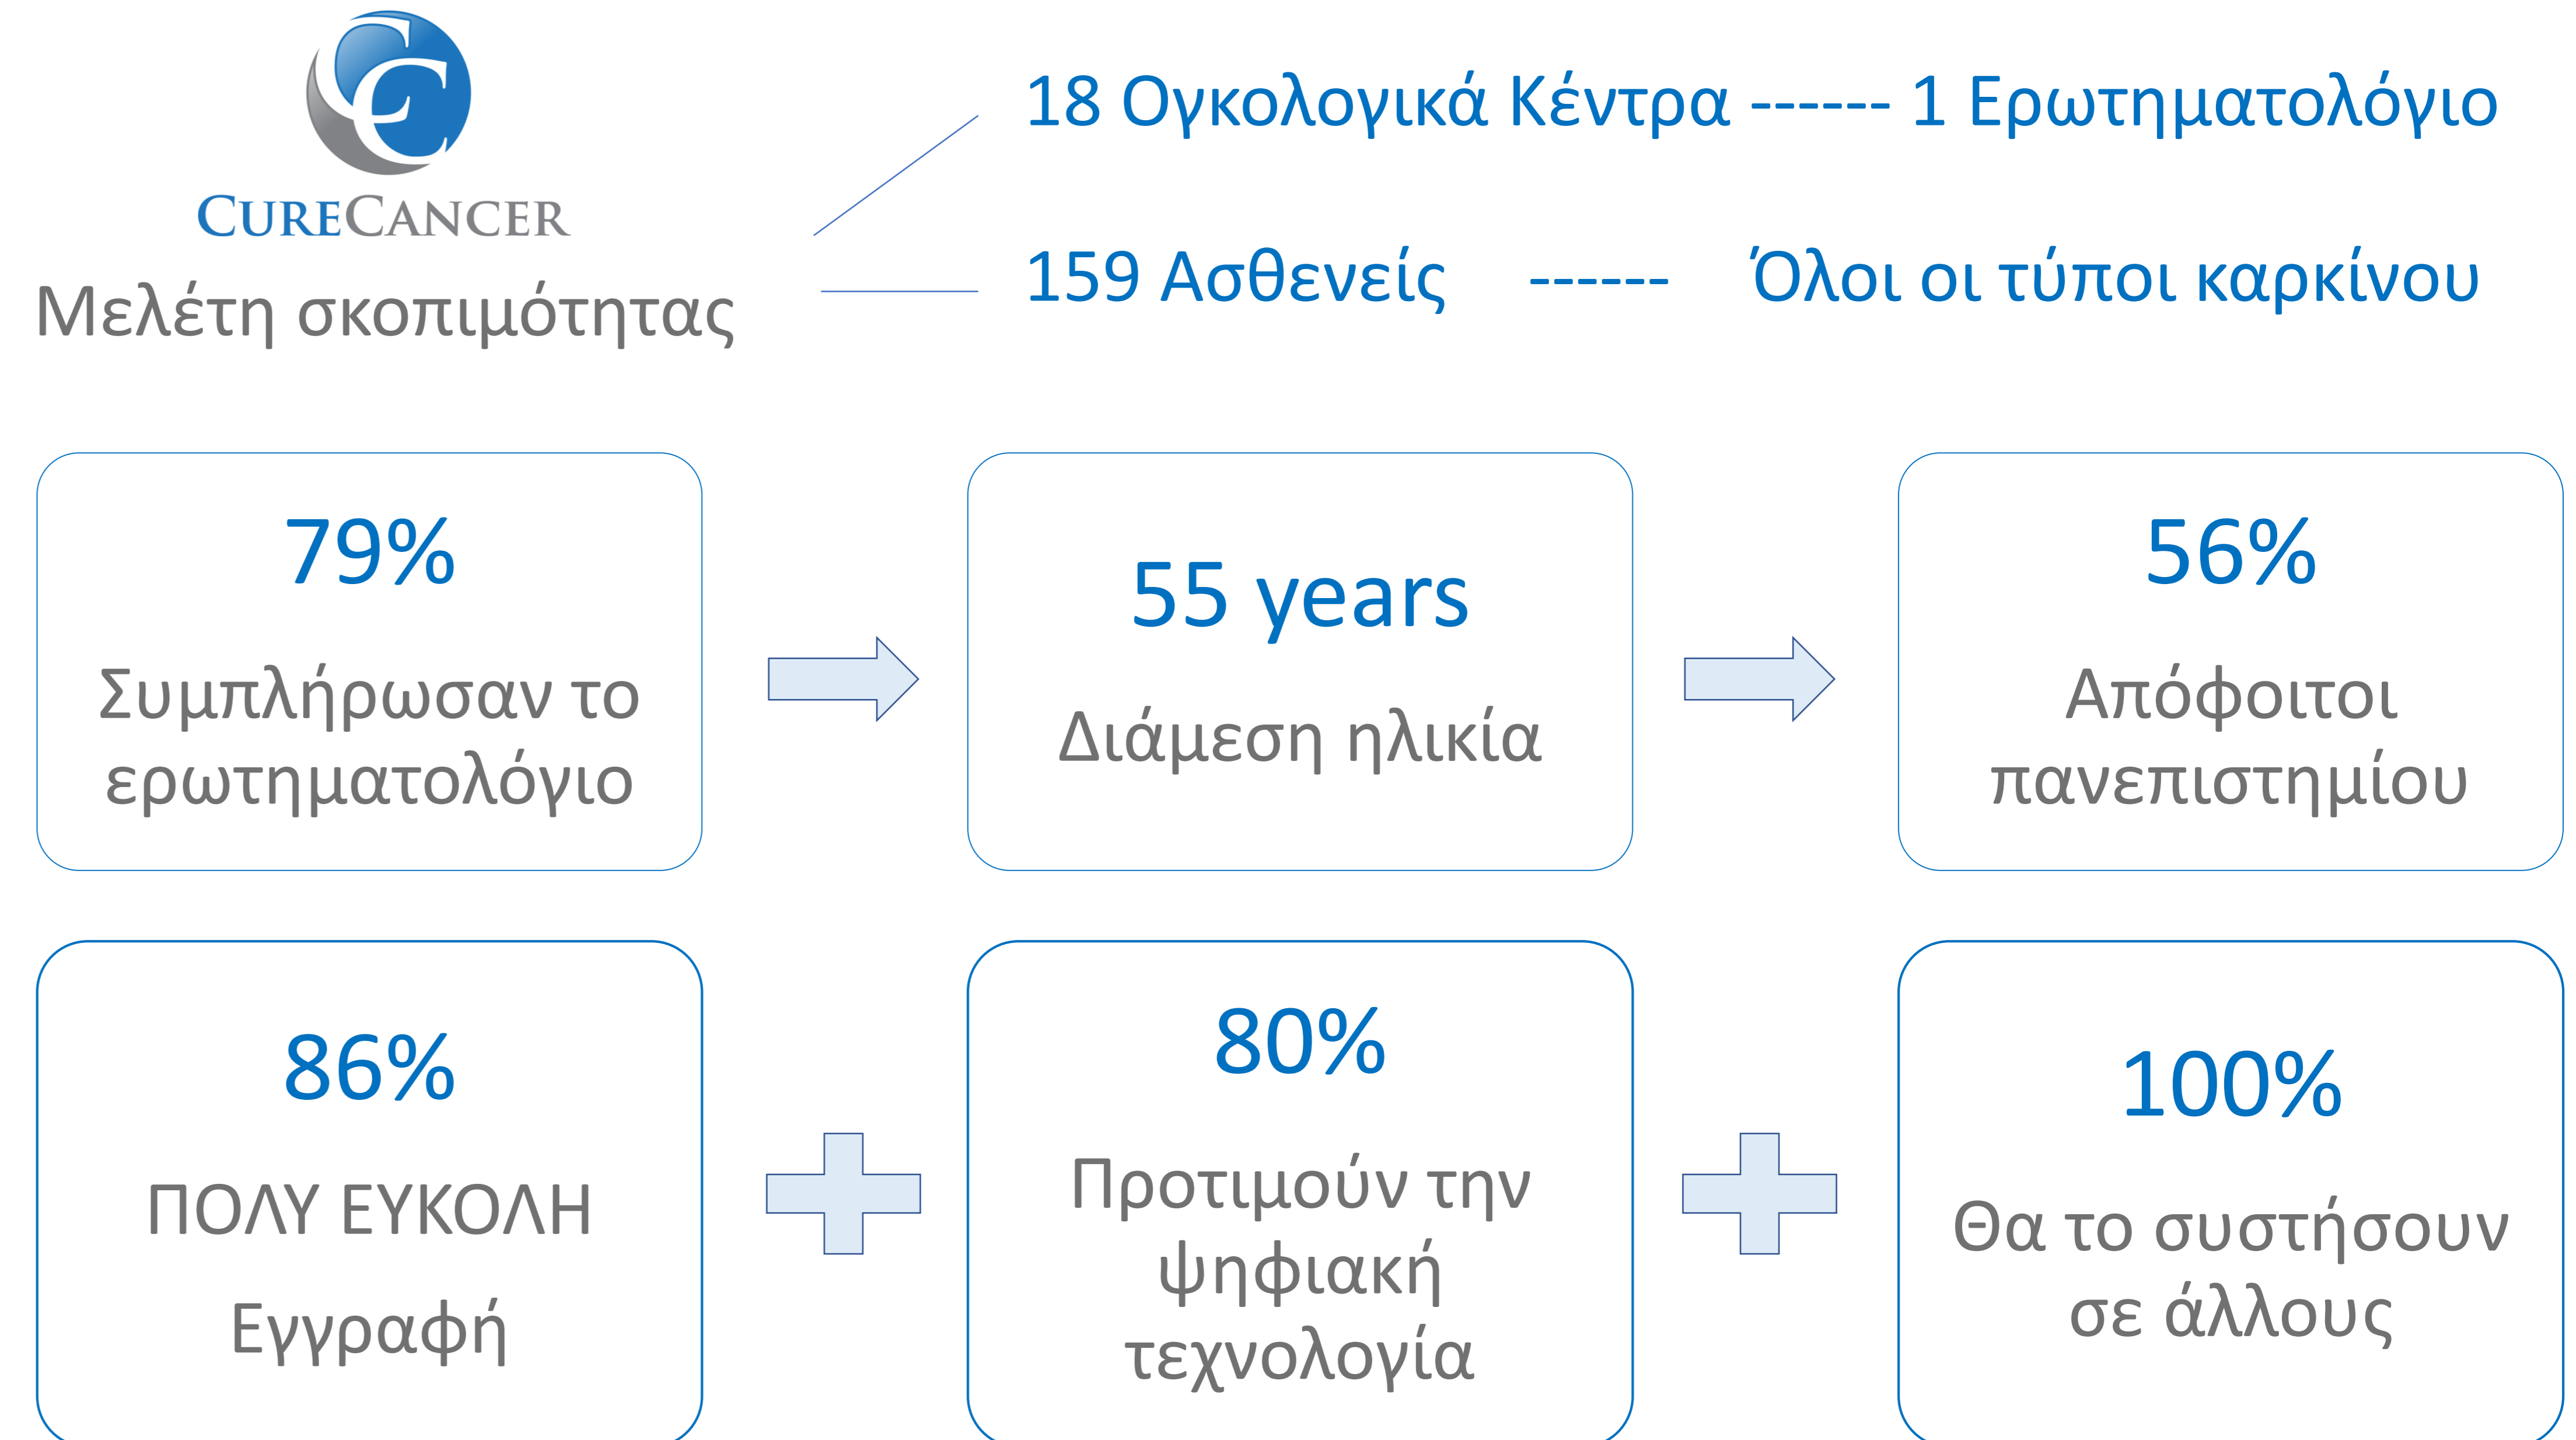 CURECANCER
Μελέτη σκοπιμότητας
18 Ογκολογικά Κέντρα ------ 1 Ερωτηματολόγιο
159 Ασθενείς ------ Όλοι οι τύποι καρκίνου
79%
Συμπλήρωσαν το
ερωτηματολόγιο
55 years
Διάμεση ηλικία
56%
Απόφοιτοι
πανεπιστημίου
86%
ΠΟΛΥ ΕΥΚΟΛΗ
Εγγραφή
80%
Προτιμούν την
ψηφιακή
τεχνολογία
100%
Θα το συστήσουν
σε άλλους